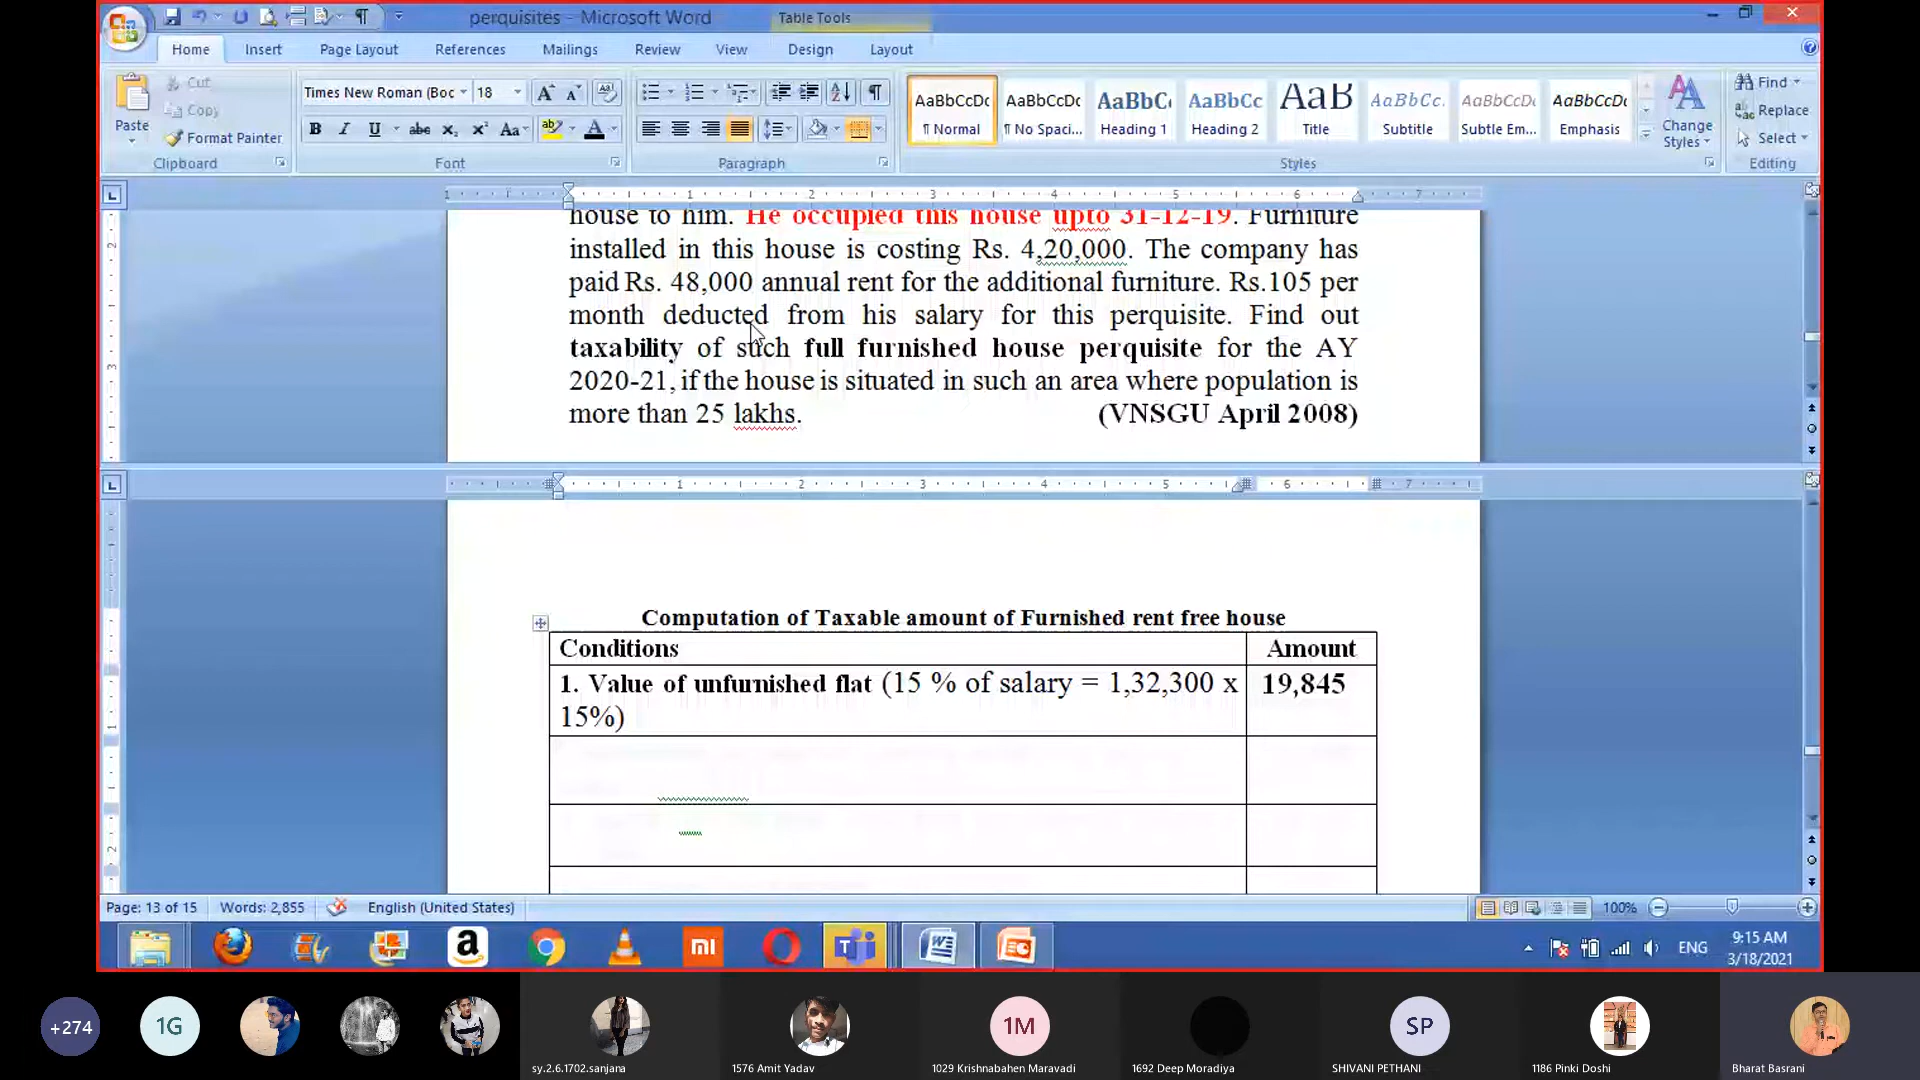 perquisites - Microsoft Word
Table Tools
Home Insert Page Layout References Mailings Review View Design Layout
Paste
Cut
Copy
Format Painter
Clipboard
Times New Roman (Boc 18
Font
Paragraph
AaBbCcDc AaBbCcDc AaBbC AaBbCc AaB AaBbCc. AaBbCcDc AaBbCcDc
¶ Normal ¶ No Spaci... Heading 1 Heading 2 Title Subtitle Subtle Em... Emphasis
Change
Styles
Styles
Find
Replace
Select
Editing
house to him. He occupied this house upto 31-12-19. Furniture
installed in this house is costing Rs. 4,20,000. The company has
paid Rs. 48,000 annual rent for the additional furniture. Rs.105 per
month deducted from his salary for this perquisite. Find out
taxability of such full furnished house perquisite for the AY
2020-21, if the house is situated in such an area where population is
more than 25 lakhs. (VNSGU April 2008)
Computation of Taxable amount of Furnished rent free house
Conditions Amount
1. Value of unfurnished flat (15 % of salary = 1,32,300 x 19,845
15%)
Page: 13 of 15 Words: 2,855 English (United States) 100%
ENG
9:15 AM
3/18/2021
+274
1G
1M
SP
sy.2.6.1702.sanjana
1576 Amit Yadav
1029 Krishnabahen Maravadi
1692 Deep Moradiya
SHIVANI PETHANI
1186 Pinki Doshi
Bharat Basrani